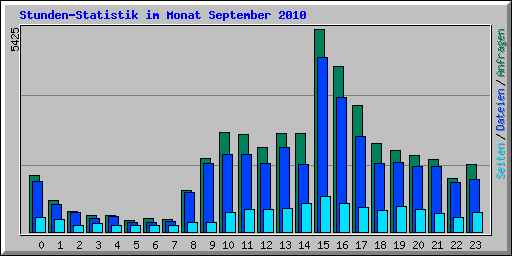 Stunden-Statistik im Monat September 2010
5425
Seiten / Dateien / Anfragen
0 1 2 3 4 5 6 7 8 9 10 11 12 13 14 15 16 17 18 19 20 21 22 23